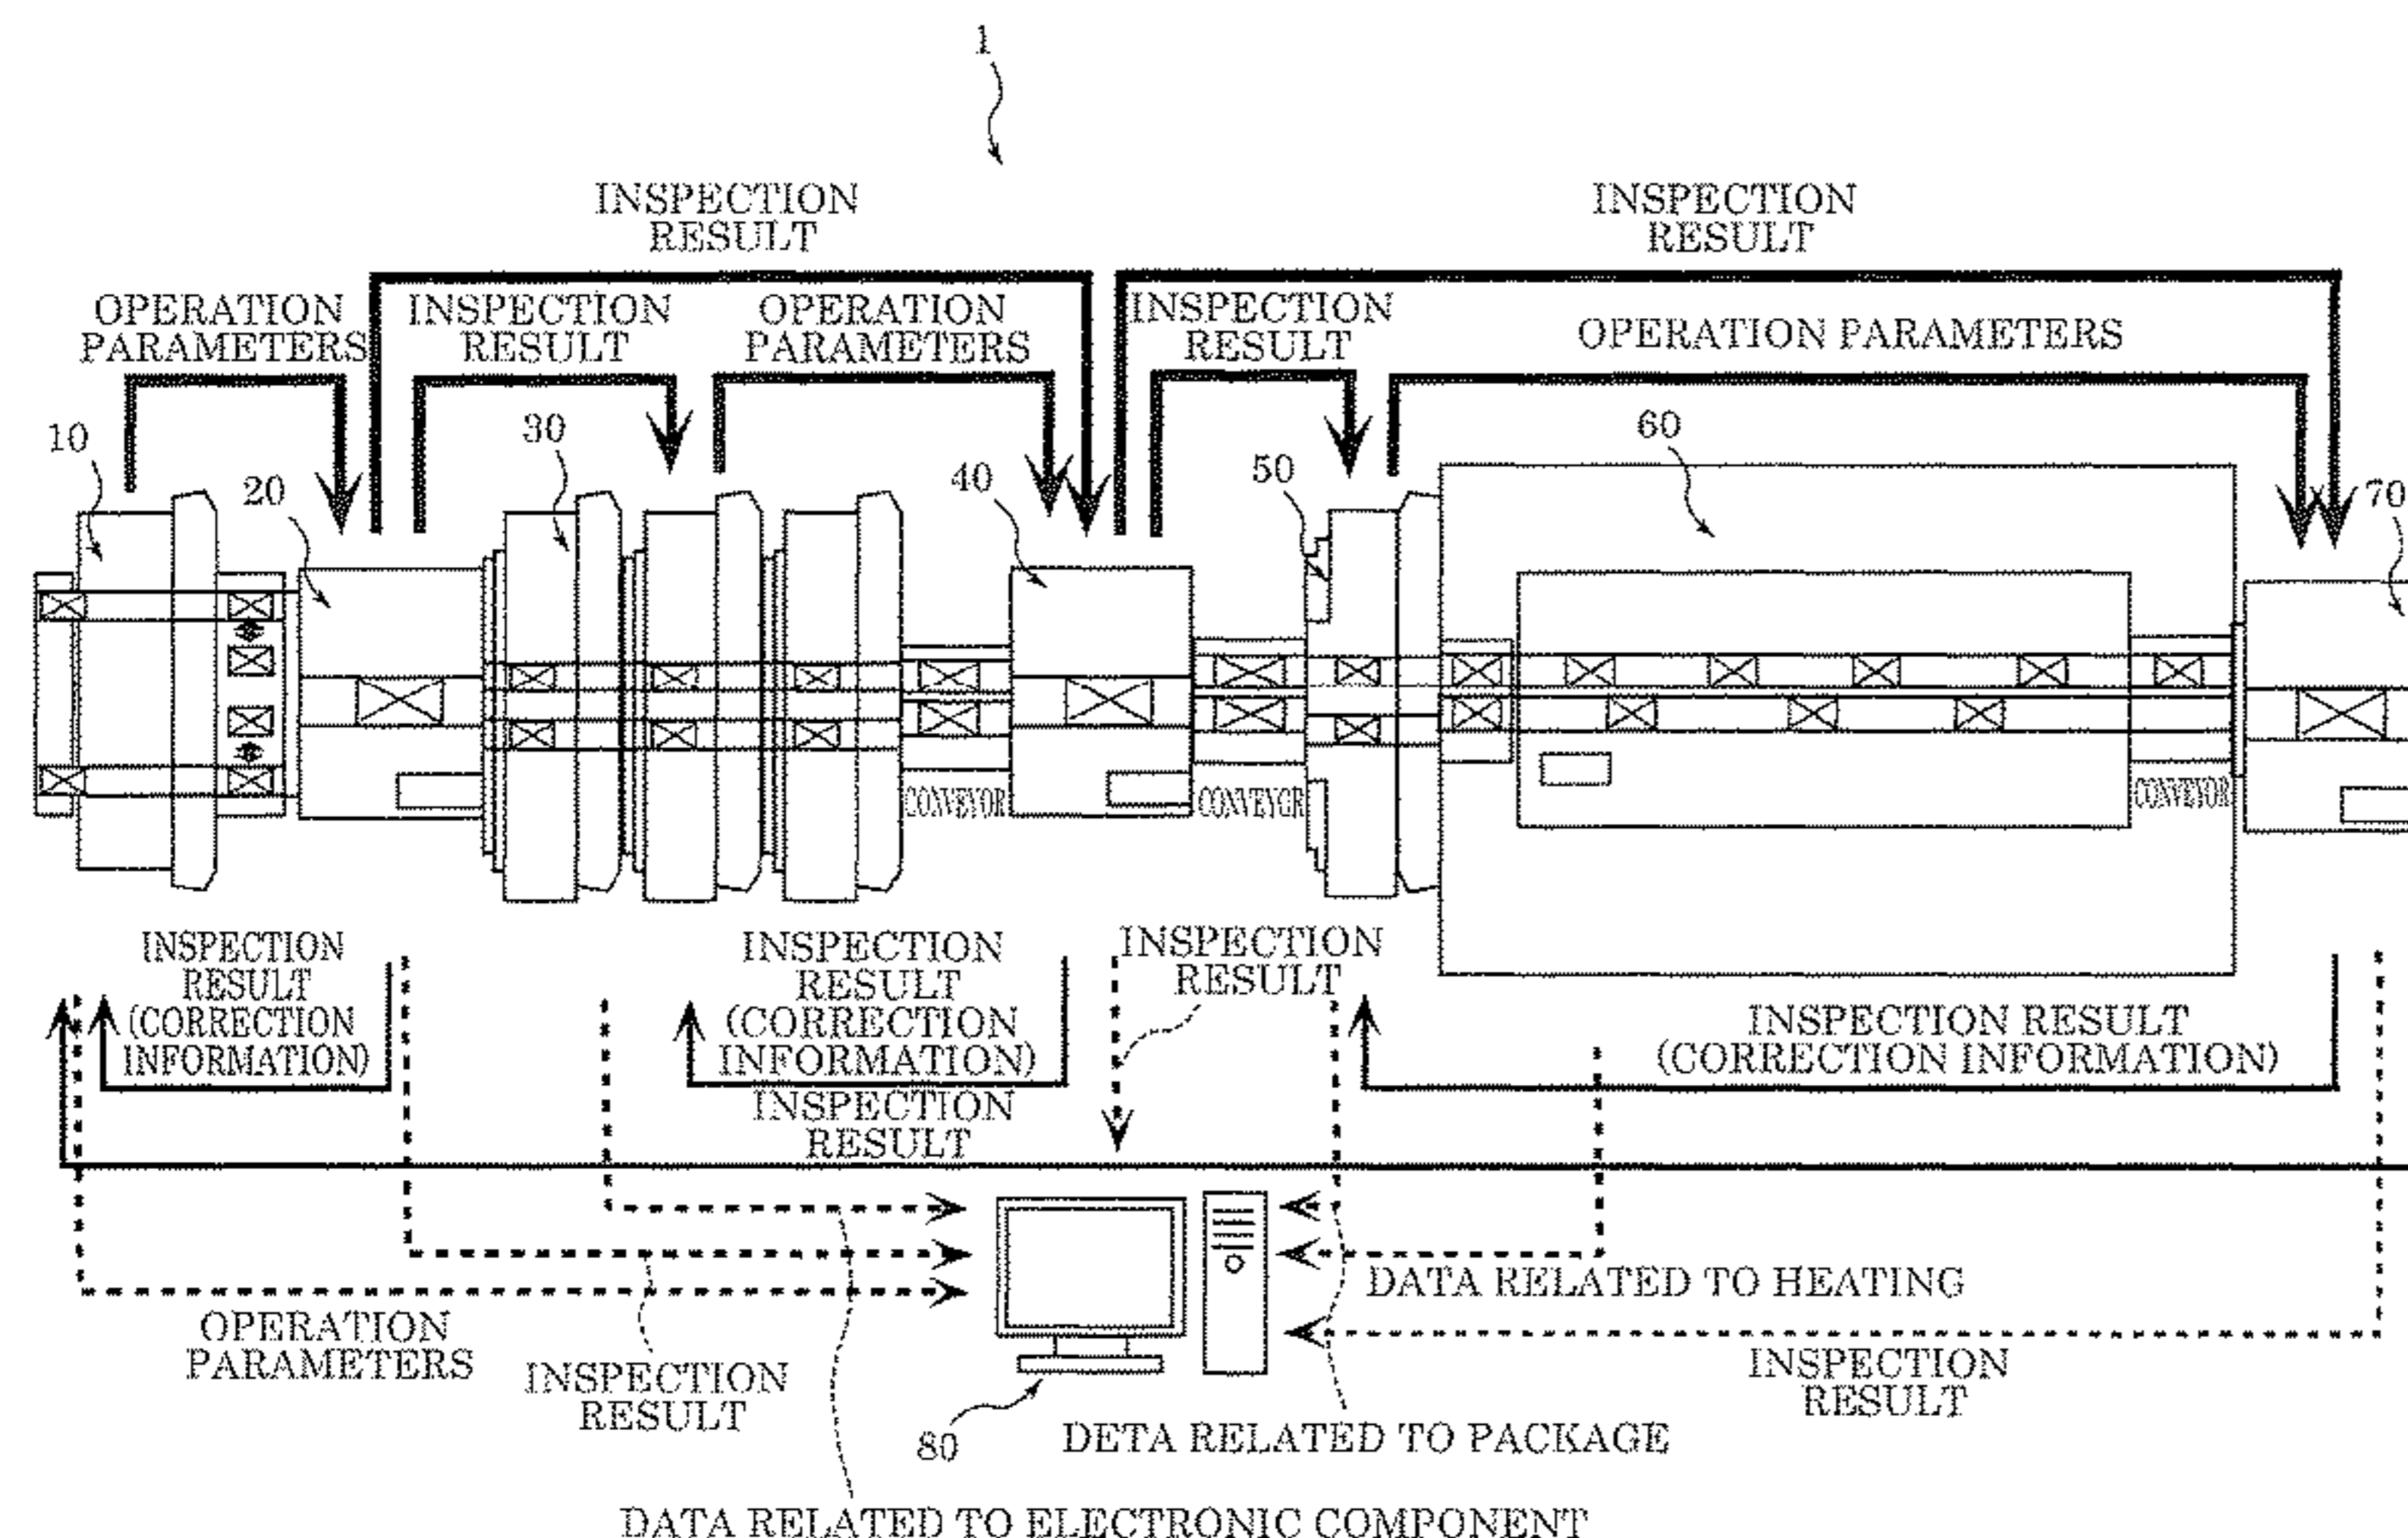 1
INSPECTION
RESULT
INSPECTION
RESULT
OPERATION
PARAMETERS
INSPECTION
RESULT
OPERATION
PARAMETERS
INSPECTION
RESULT
OPERATION PARAMETERS
10
20
30
40
50
60
70
CONVEYOR
CONVEYOR
CONVEYOR
INSPECTION
RESULT
(CORRECTION
INFORMATION)
INSPECTION
RESULT
(CORRECTION
INFORMATION)
INSPECTION
RESULT
INSPECTION
RESULT
INSPECTION RESULT
(CORRECTION INFORMATION)
OPERATION
PARAMETERS
INSPECTION
RESULT
80
DATA RELATED TO HEATING
INSPECTION
RESULT
DETA RELATED TO PACKAGE
DATA RELATED TO ELECTRONIC COMPONENT